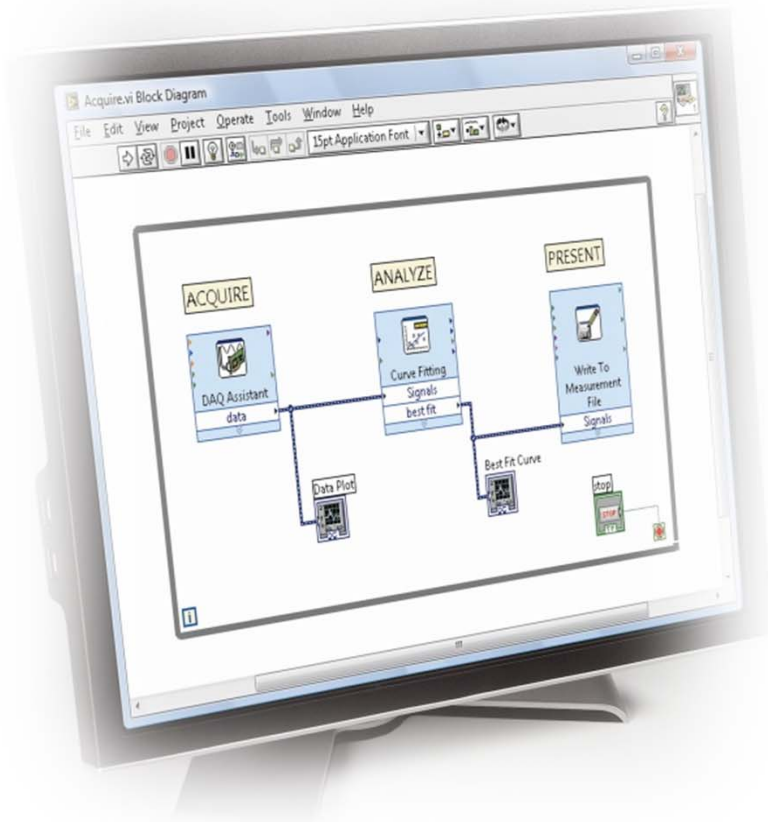 Acquire.vi Block Diagram
File Edit View Project Operate Tools Window Help
15pt Application Font
ACQUIRE
ANALYZE
PRESENT
DAQ Assistant
data
Curve Fitting
Signals
best fit
Write To
Measurement
File
Signals
Data Plot
Best Fit Curve
stop
STOP
TF
i